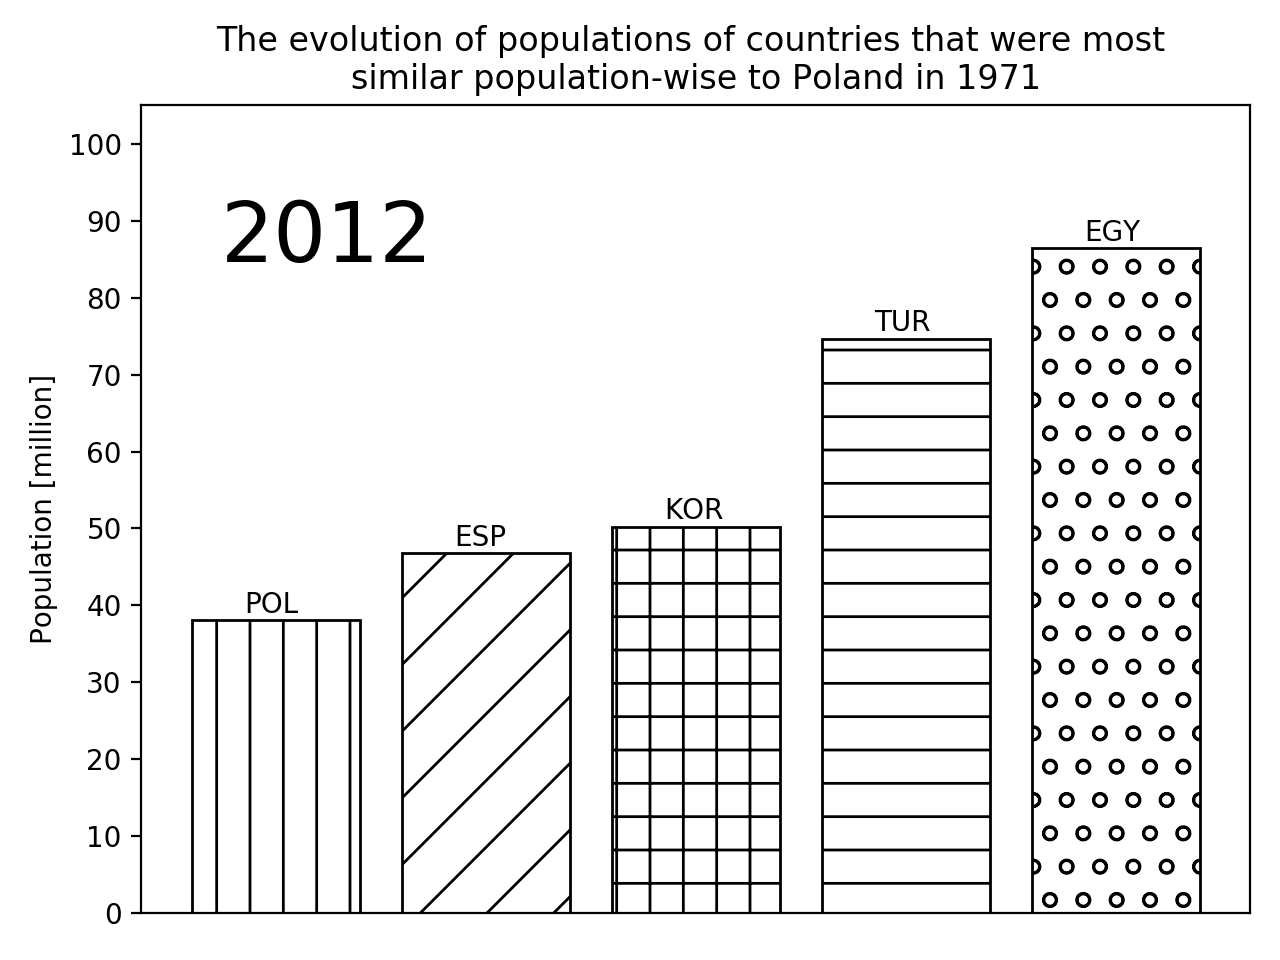 The evolution of populations of countries that were most
similar population-wise to Poland in 1971
100
90
80
70
60
50
40
30
20
10
0
Population [million]
2012
POL
ESP
KOR
TUR
EGY